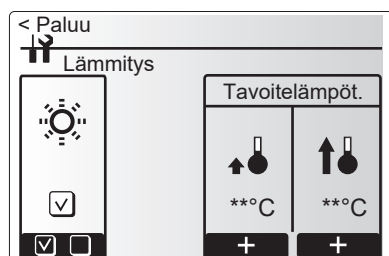 < Paluu
Lämmitys
Tavoitelämpöt.
**°C **°C
+ +